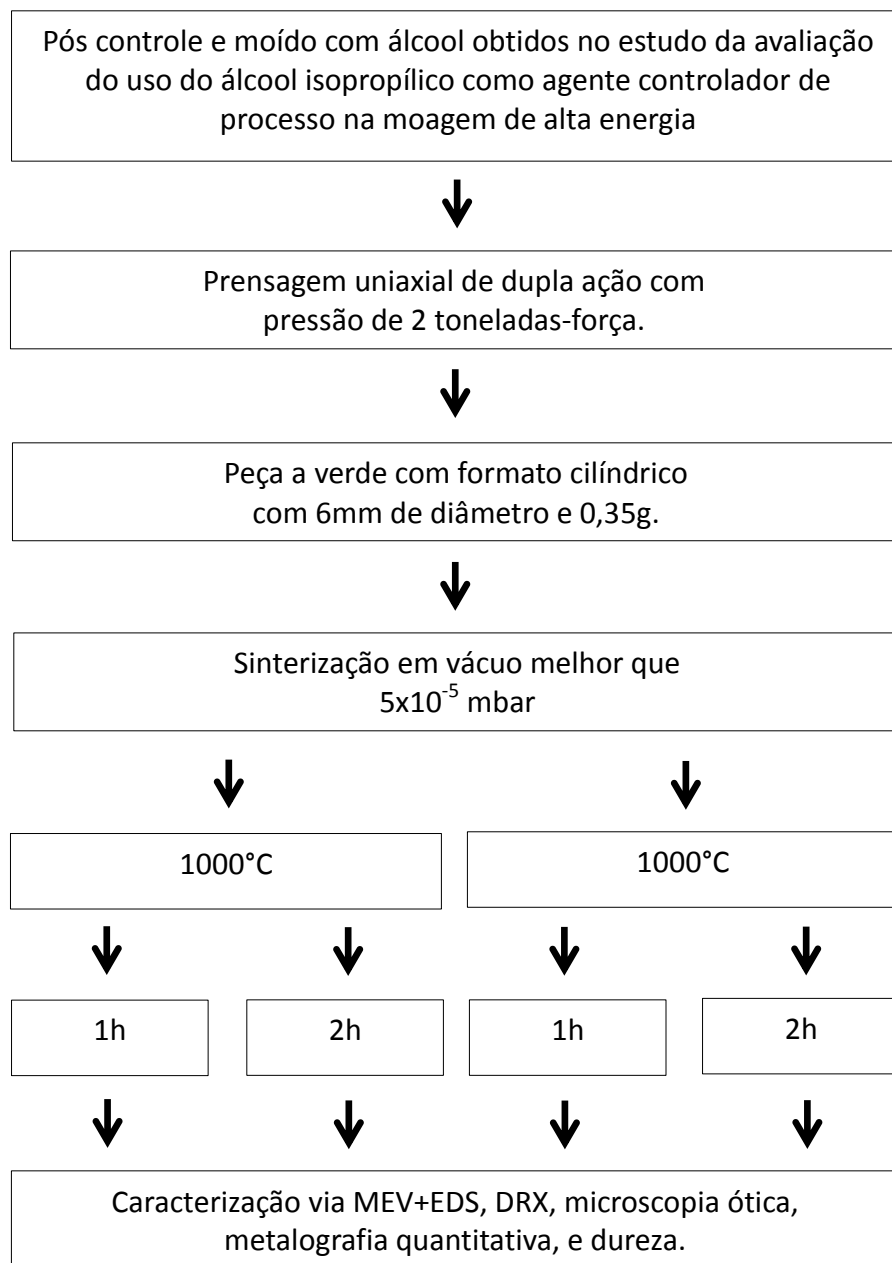 Pós controle e moído com álcool obtidos no estudo da avaliação
do uso do álcool isopropílico como agente controlador de
processo na moagem de alta energia
Prensagem uniaxial de dupla ação com
pressão de 2 toneladas-força.
Peça a verde com formato cilíndrico
com 6mm de diâmetro e 0,35g.
Sinterização em vácuo melhor que
5x10⁻⁵ mbar
1000°C
1000°C
1h
2h
1h
2h
Caracterização via MEV+EDS, DRX, microscopia ótica,
metalografia quantitativa, e dureza.